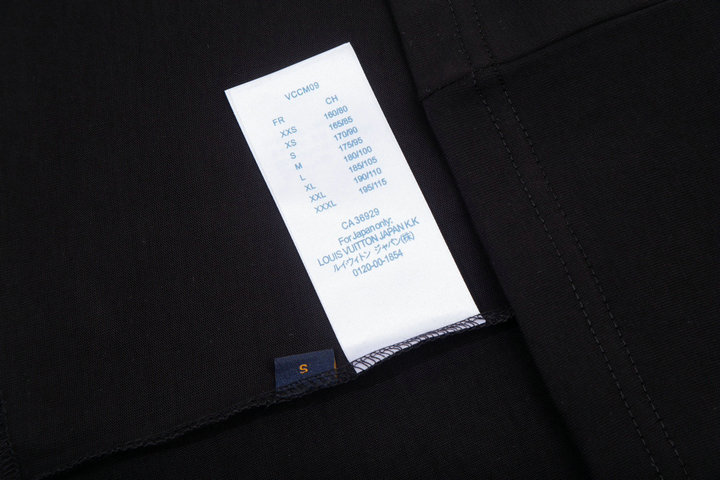 VCCM09
FR CH
XXS 160/80
XS 165/85
S 170/90
M 175/95
L 180/100
XL 185/105
XXL 190/110
XXXL 195/115
CA 36929
For Japan only:
LOUIS VUITTON JAPAN K.K
ルイ・ヴィトン ジャパン(株)
0120-00-1854
S